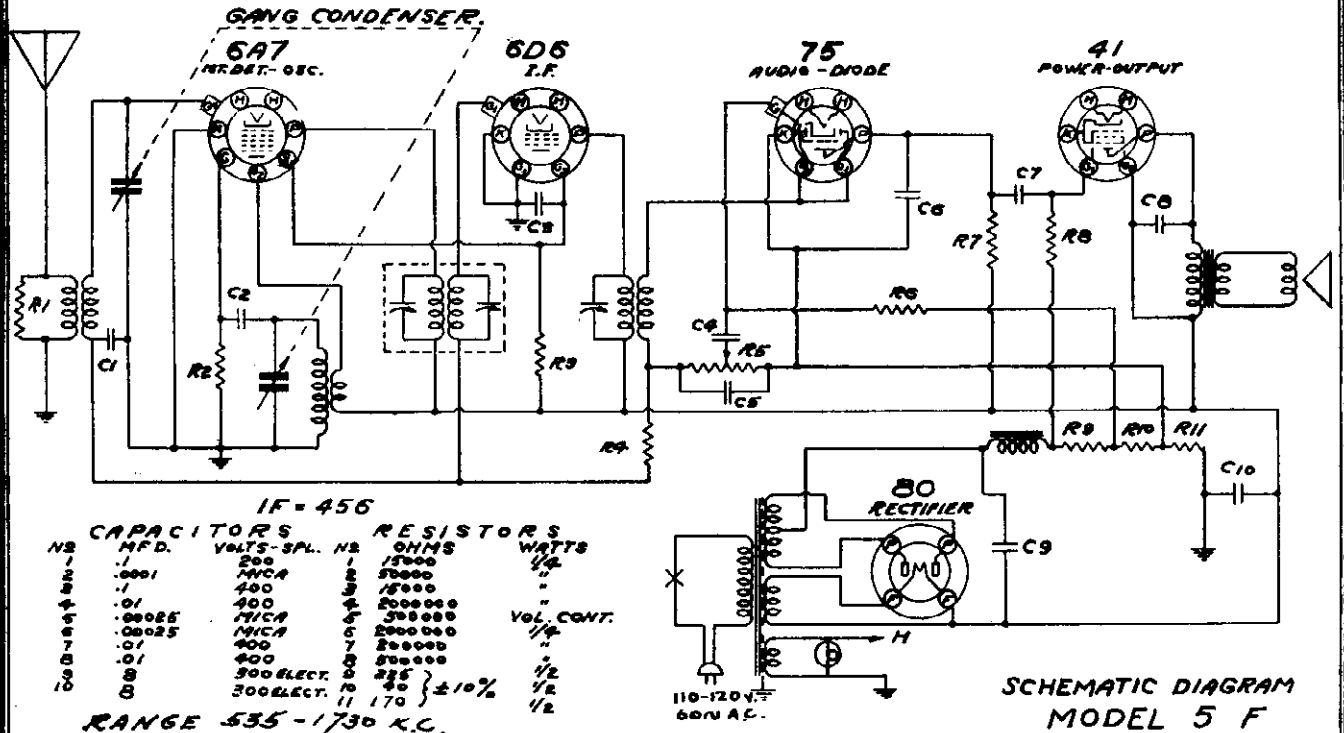 GANG CONDENSER.
6A7
OSC.
6D6
I.F.
75
AUDIO-DIODE
41
POWER-OUTPUT
R1
C1
C2
R2
C3
R3
R4
C4
R5
C5
R6
C6
R7
C7
R8
C8
R9
R10
R11
C10
C9
80
RECTIFIER
H
110-120V.
60~ A.C.
IF = 456
CAPACITORS RESISTORS
Nº MFD. VOLTS-SPL. Nº OHMS WATTS
1 .1 200 1 15000 1/4
2 .0001 MICA 2 50000 "
3 .1 400 3 15000 "
4 .01 400 4 2000000 "
5 .00025 MICA 5 500000 VOL. CONT.
6 .00025 MICA 6 2000000 1/4
7 .01 400 7 200000 "
8 .01 400 8 500000 "
9 8 ELECT. 9 225 1/2
10 8 300 ELECT. 10 40 ±10% 1/2
11 170 1/2
RANGE 535-1730 K.C.
SCHEMATIC DIAGRAM
MODEL 5 F